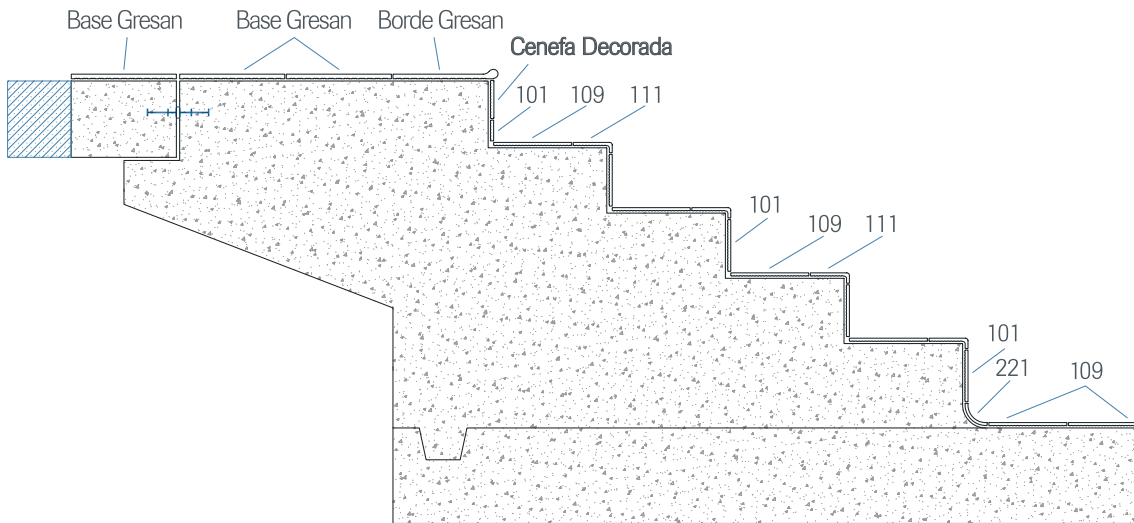 Base Gresan Base Gresan Borde Gresan
Cenefa Decorada
101 109 111
101
109 111
101
221 109